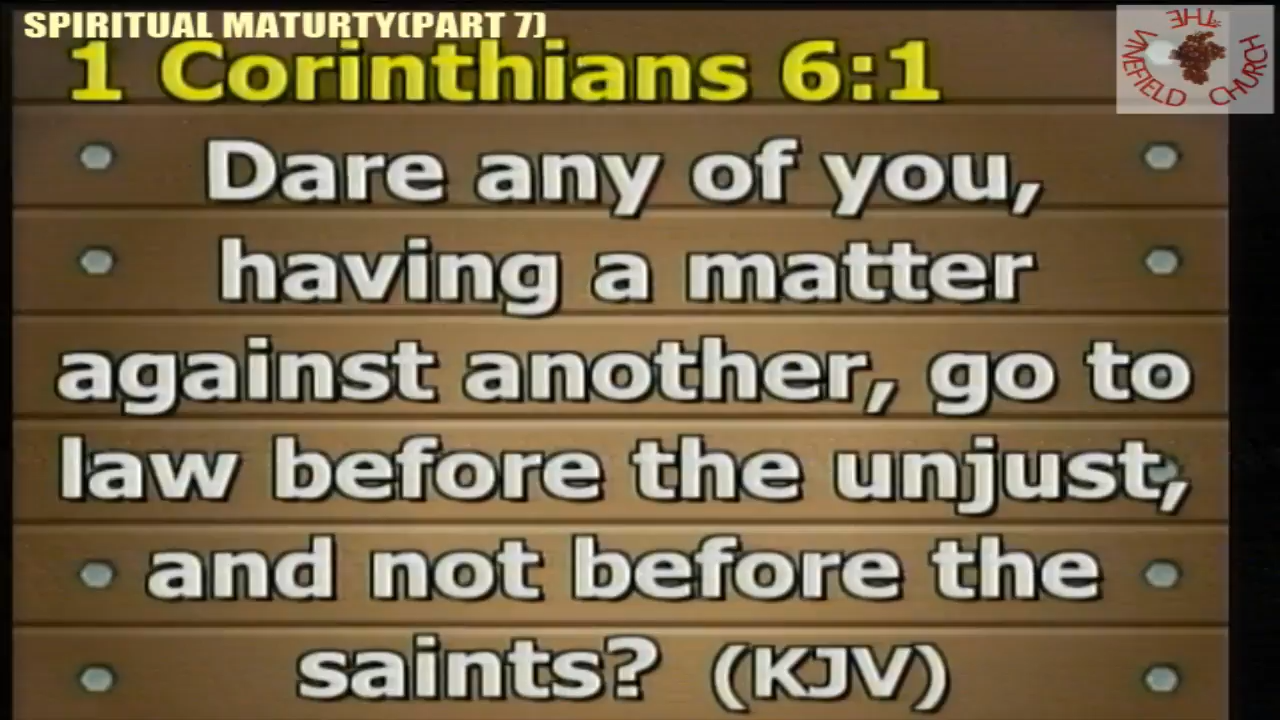 SPIRITUAL MATURTY(PART 7)
THE VINEFIELD CHURCH
1 Corinthians 6:1
Dare any of you,
having a matter
against another, go to
law before the unjust,
and not before the
saints? (KJV)